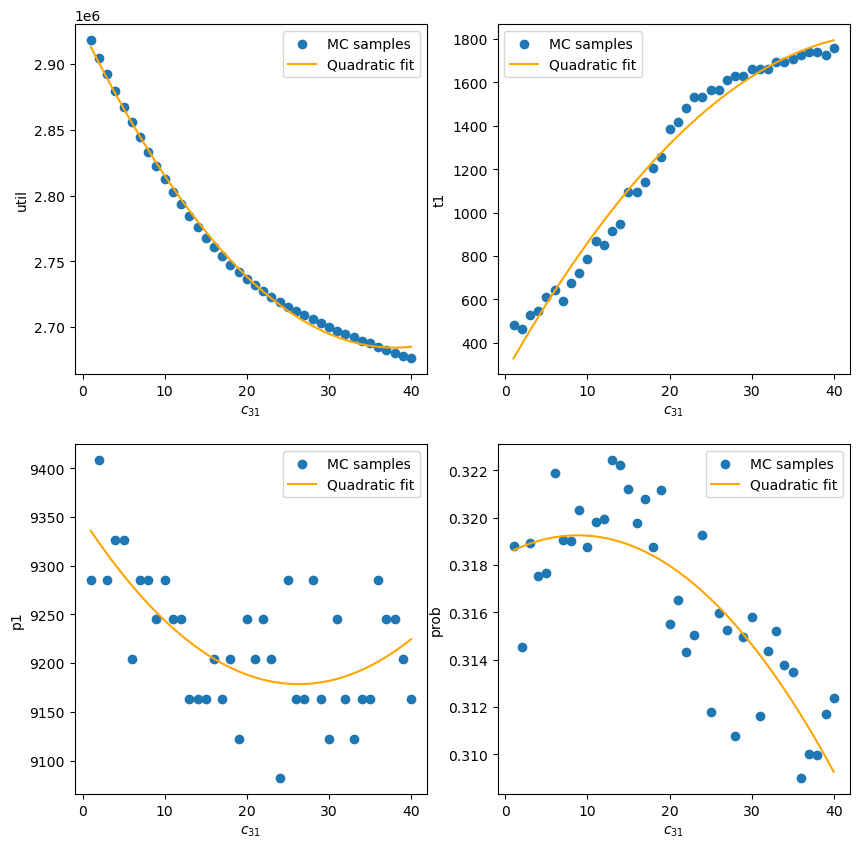 1e6
MC samples
Quadratic fit
2.90
2.85
2.80
2.75
2.70
util
0 10 20 30 40
c31
MC samples
Quadratic fit
1800
1600
1400
1200
1000
800
600
400
t1
0 10 20 30 40
c31
MC samples
Quadratic fit
9400
9350
9300
9250
9200
9150
9100
p1
0 10 20 30 40
c31
MC samples
Quadratic fit
0.322
0.320
0.318
0.316
0.314
0.312
0.310
prob
0 10 20 30 40
c31